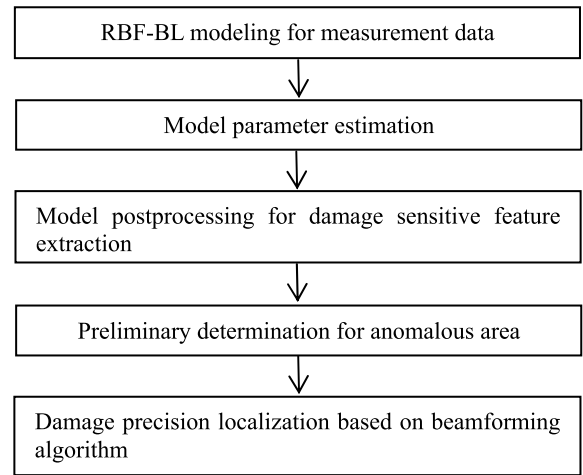 RBF-BL modeling for measurement data
Model parameter estimation
Model postprocessing for damage sensitive feature
extraction
Preliminary determination for anomalous area
Damage precision localization based on beamforming
algorithm